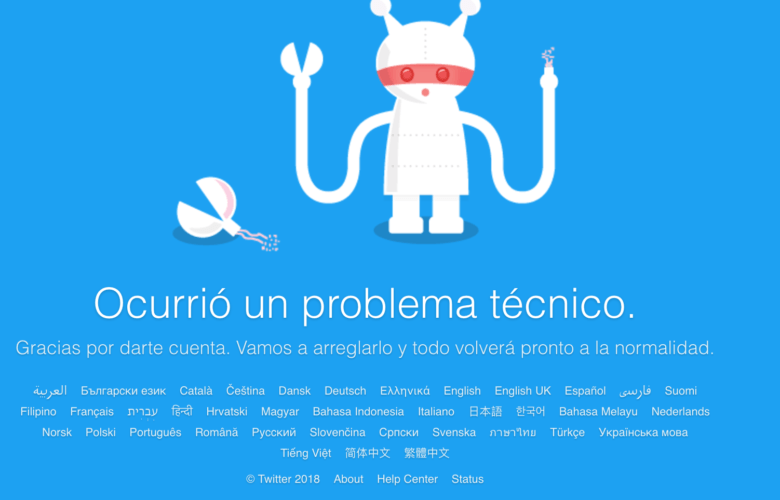 Ocurrió un problema técnico.
Gracias por darte cuenta. Vamos a arreglarlo y todo volverá pronto a la normalidad.
العربية Български език Català Čeština Dansk Deutsch Ελληνικά English English UK Español فارسی Suomi
Filipino Français עִבְרִית हिन्दी Hrvatski Magyar Bahasa Indonesia Italiano 日本語 한국어 Bahasa Melayu Nederlands
Norsk Polski Português Română Русский Slovenčina Српски Svenska ภาษาไทย Türkçe Українська мова
Tiếng Việt 简体中文 繁體中文
© Twitter 2018 About Help Center Status